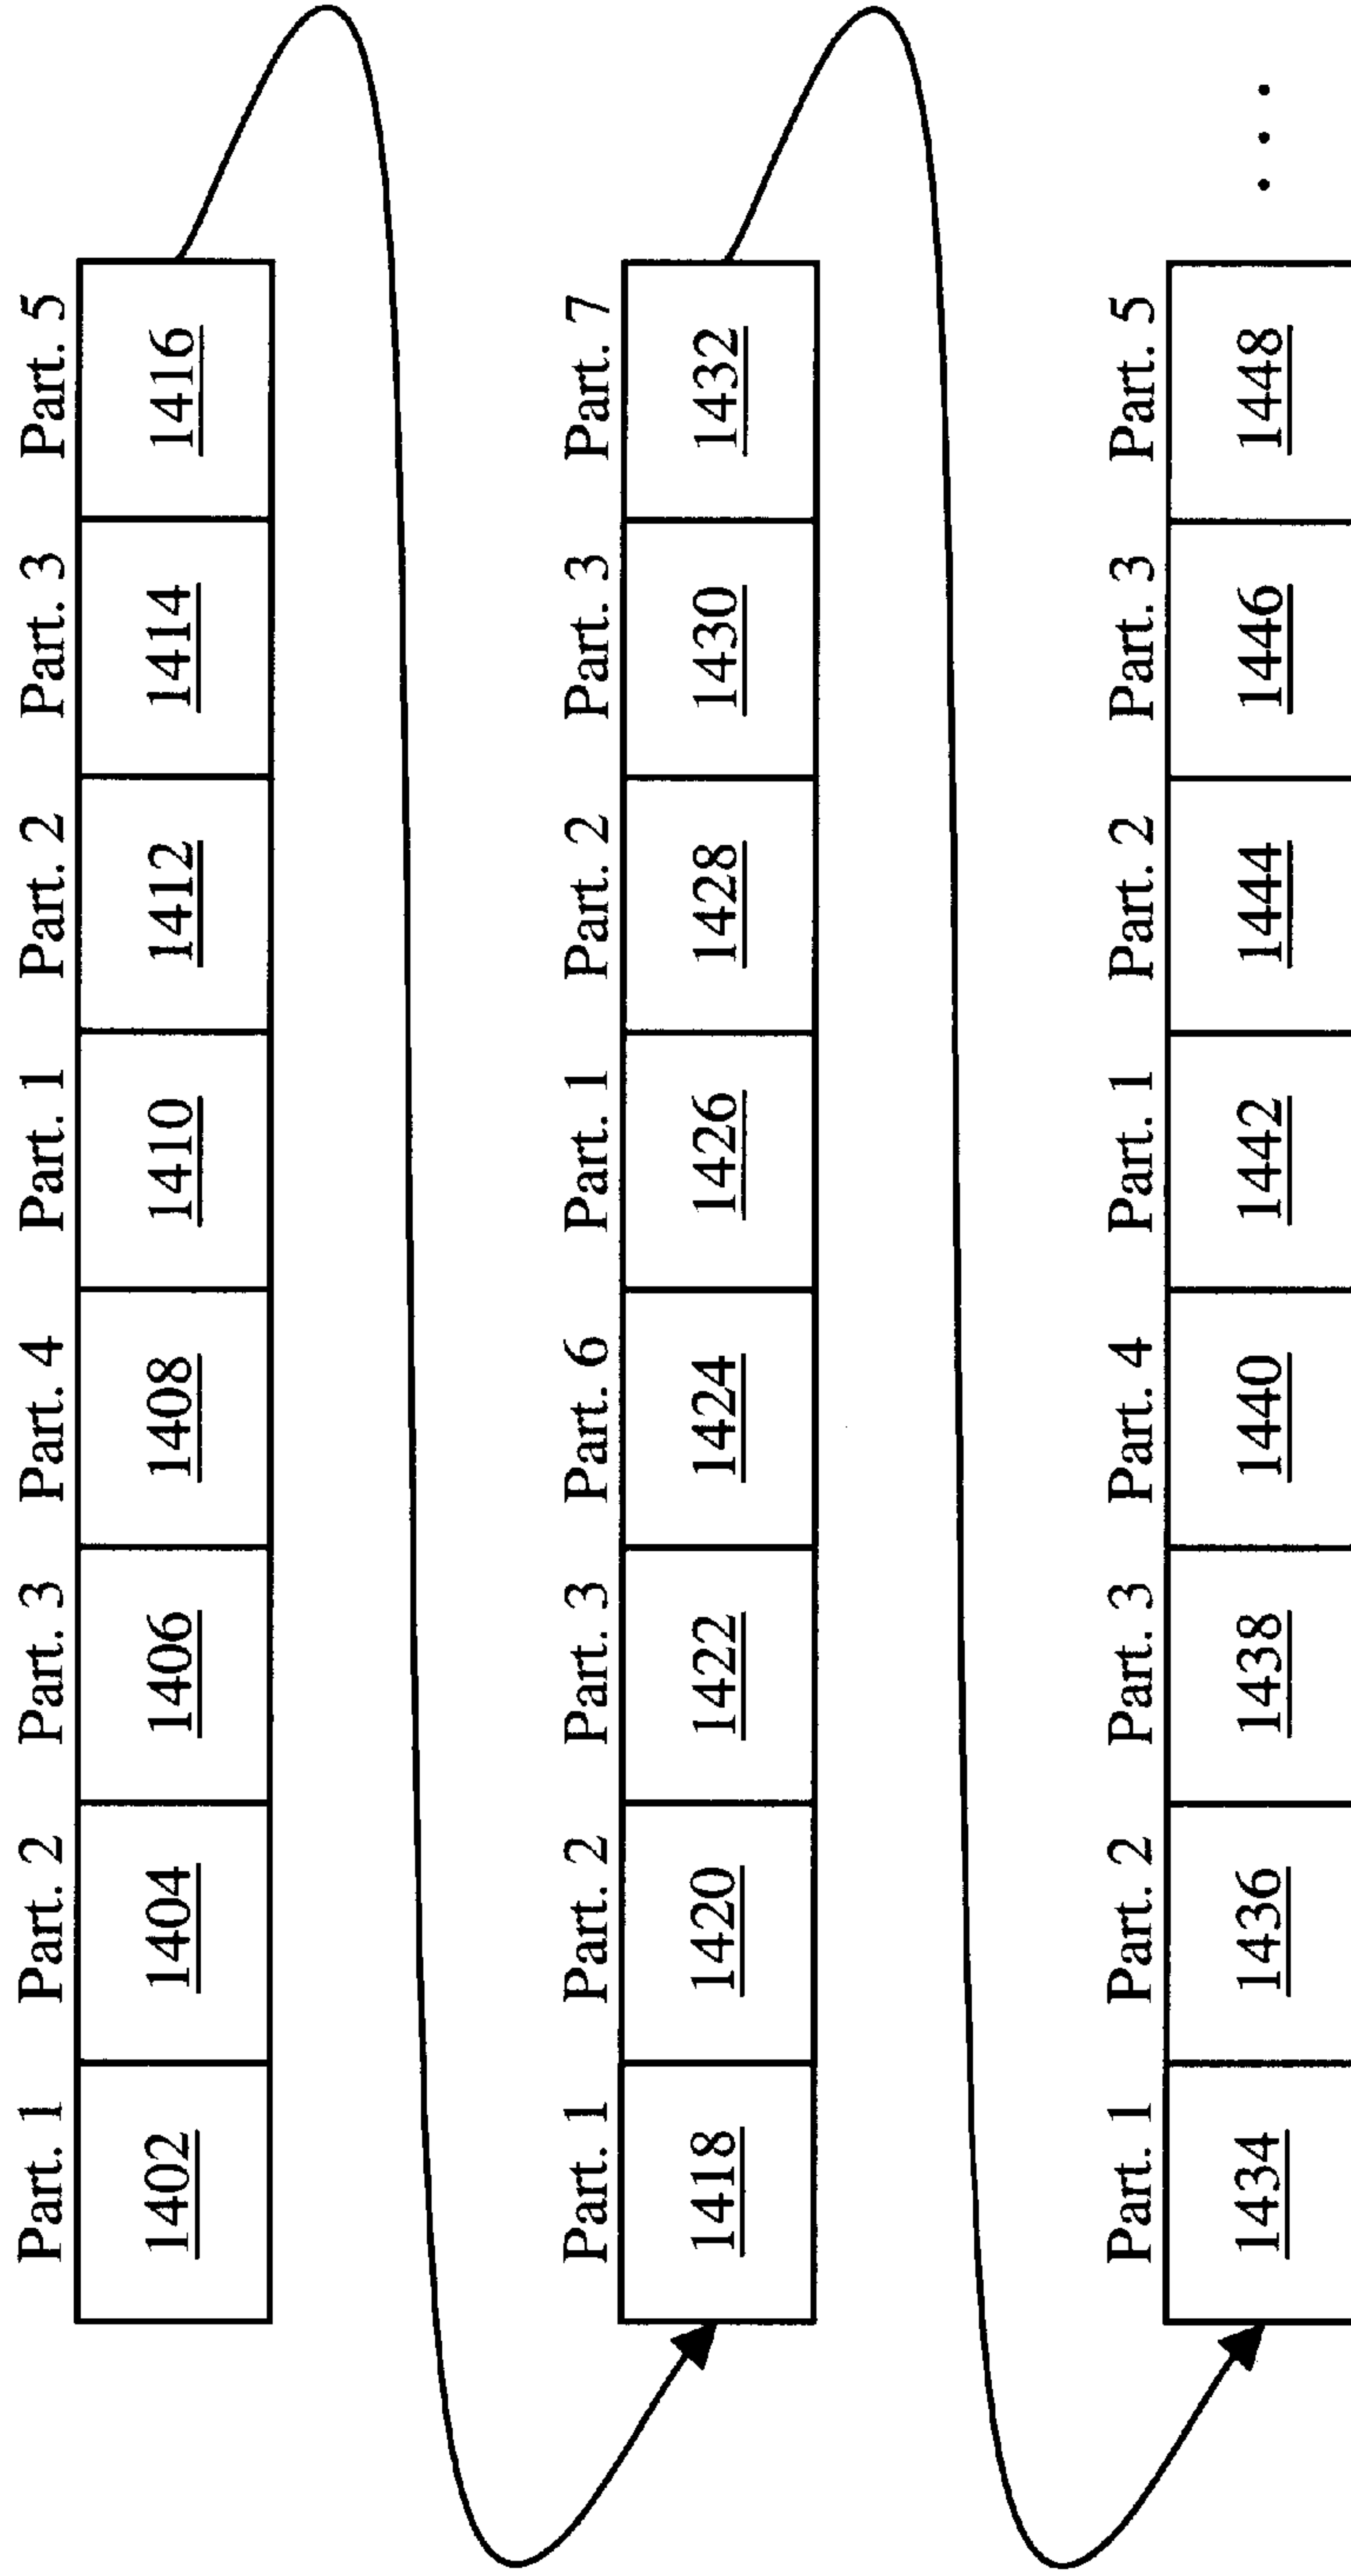 Part. 1 Part. 2 Part. 3 Part. 4 Part. 1 Part. 2 Part. 3 Part. 5
1402 1404 1406 1408 1410 1412 1414 1416
Part. 1 Part. 2 Part. 3 Part. 6 Part. 1 Part. 2 Part. 3 Part. 7
1418 1420 1422 1424 1426 1428 1430 1432
Part. 1 Part. 2 Part. 3 Part. 4 Part. 1 Part. 2 Part. 3 Part. 5
1434 1436 1438 1440 1442 1444 1446 1448 . . .